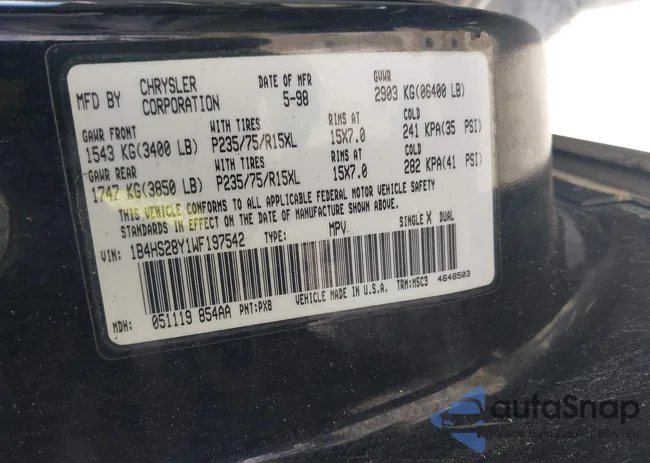 MFD BY CHRYSLER CORPORATION DATE OF MFR 5-98 GVWR 2903 KG(06400 LB)
GAWR FRONT WITH TIRES RIMS AT COLD
1543 KG(3400 LB) P235/75/R15XL 15X7.0 241 KPA(35 PSI)
GAWR REAR WITH TIRES RIMS AT COLD
1747 KG(3850 LB) P235/75/R15XL 15X7.0 282 KPA(41 PSI)
THIS VEHICLE CONFORMS TO ALL APPLICABLE FEDERAL MOTOR VEHICLE SAFETY
STANDARDS IN EFFECT ON THE DATE OF MANUFACTURE SHOWN ABOVE.
VIN: 1B4HS28Y1WF197542 TYPE: MPV SINGLE X DUAL
MDH: 051119 854AA PNT:PX8 VEHICLE MADE IN U.S.A. TRM:M5C3 4648503
autoSnap